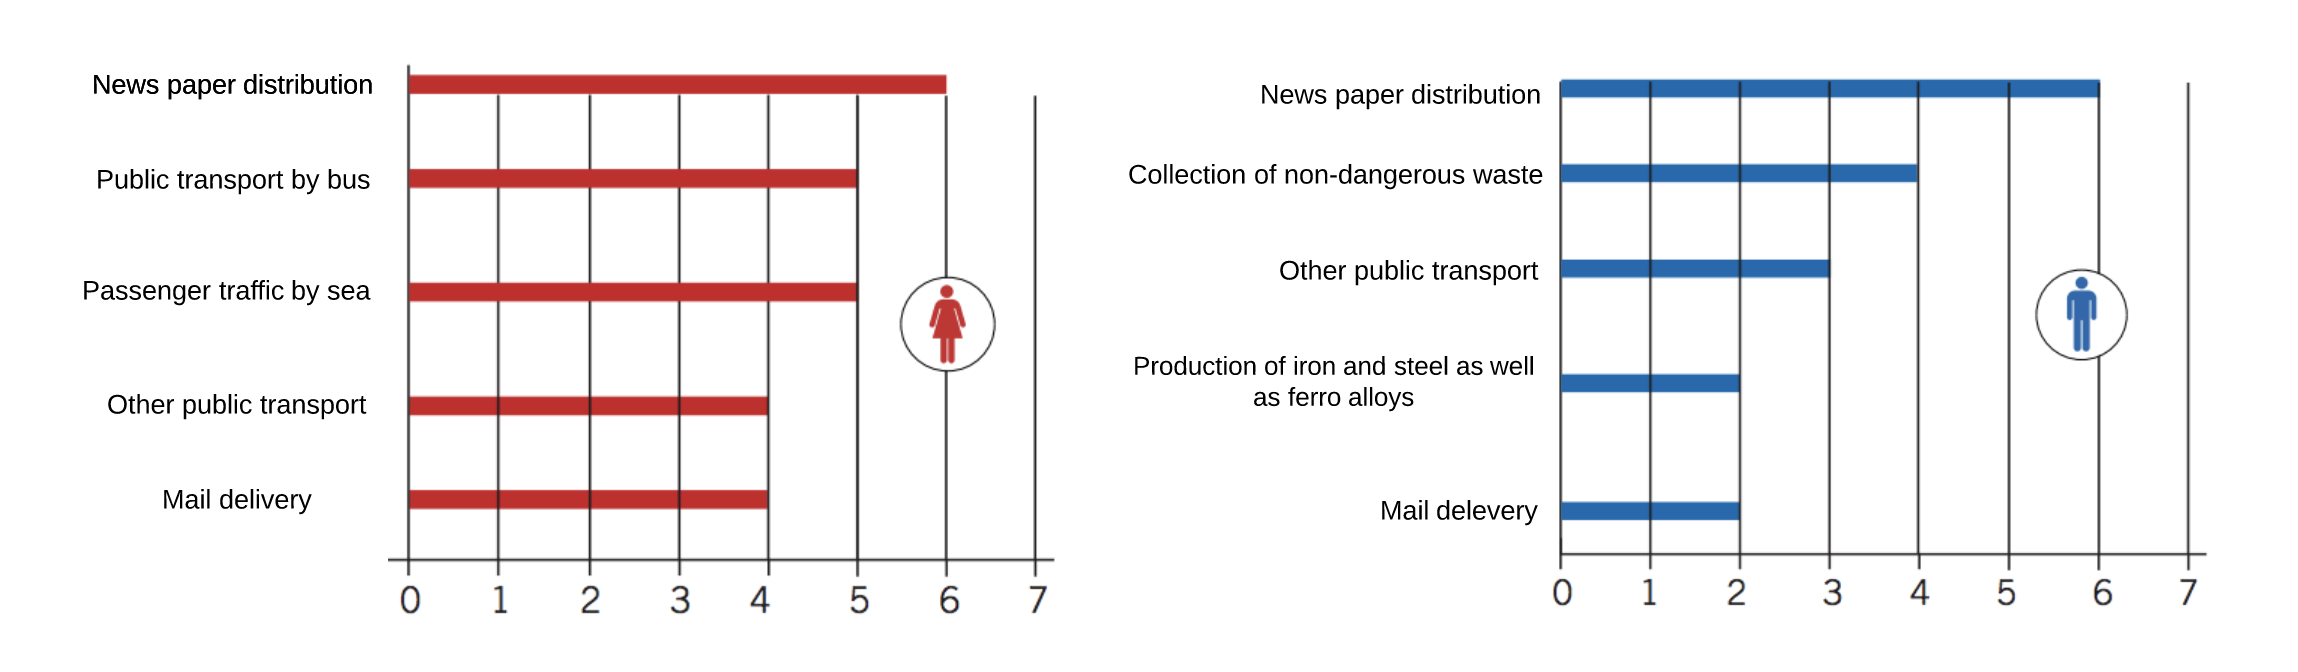 News paper distribution
Public transport by bus
Passenger traffic by sea
Other public transport
Mail delivery
0 1 2 3 4 5 6 7
News paper distribution
Collection of non-dangerous waste
Other public transport
Production of iron and steel as well
as ferro alloys
Mail delevery
0 1 2 3 4 5 6 7